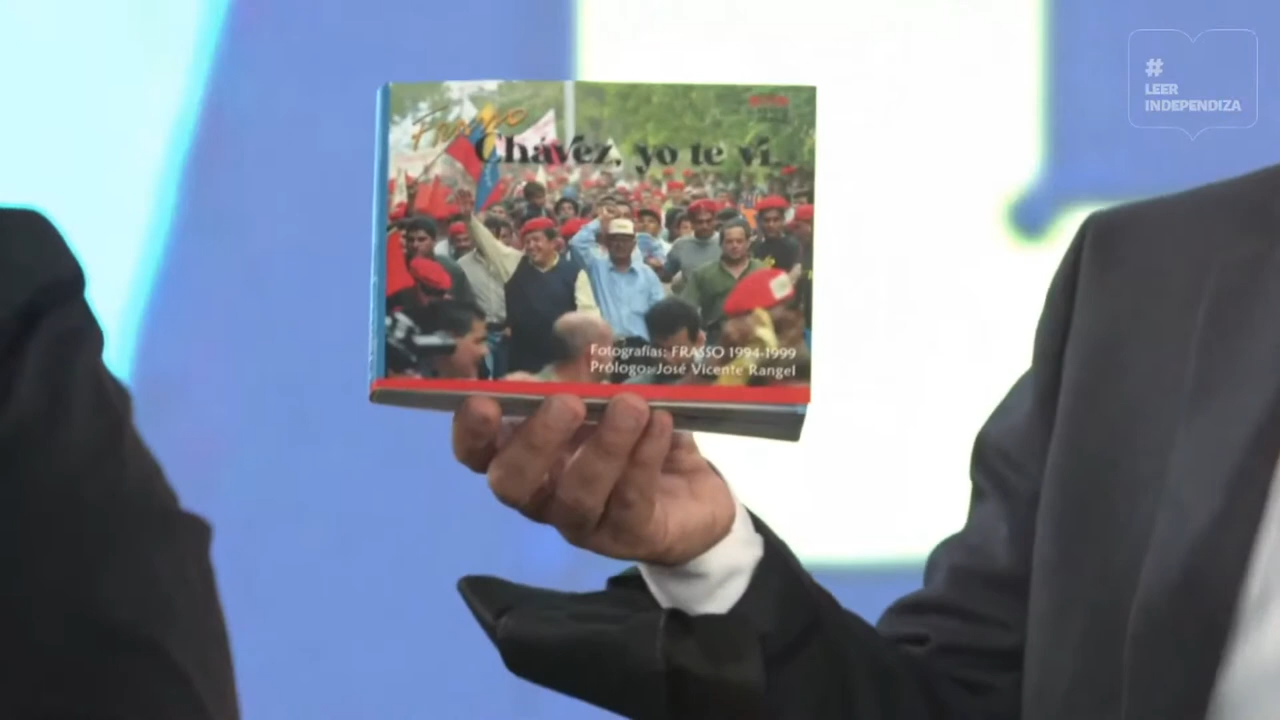 #
LEER
INDEPENDIZA
Frasso
Chávez, yo te ví...
Fotografías: FRASSO 1994-1999
Prólogo: José Vicente Rangel